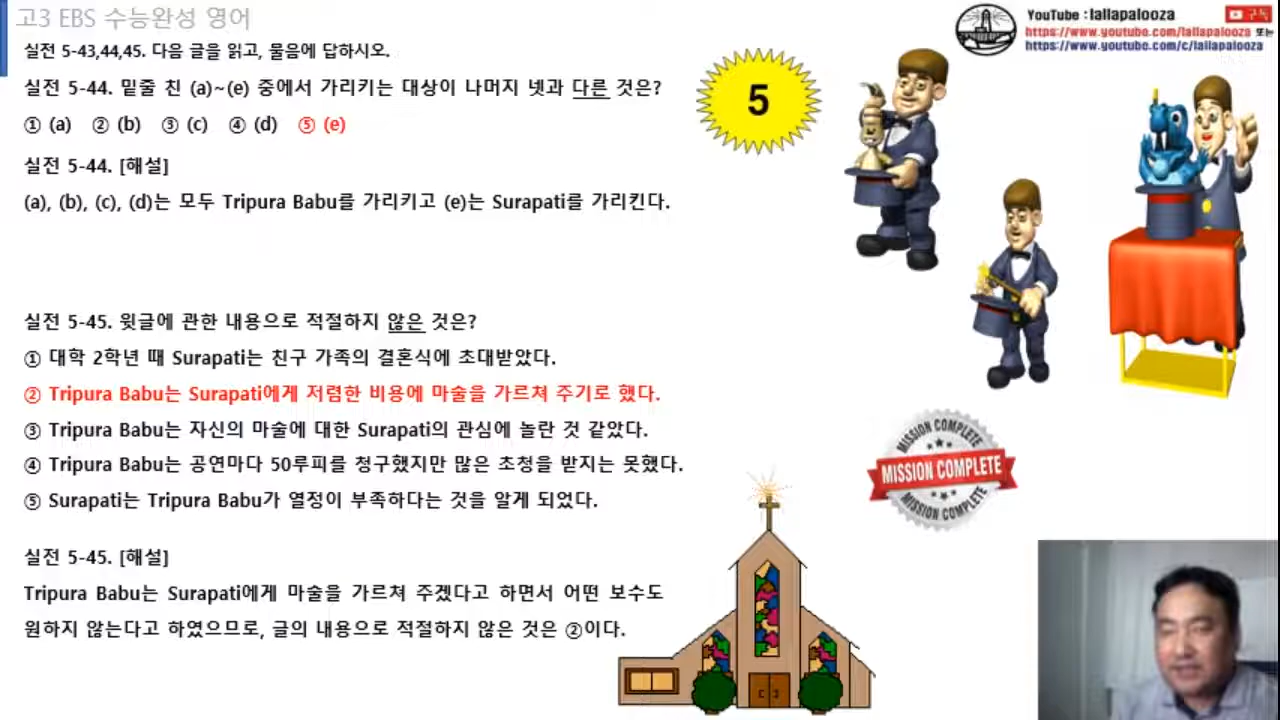 고3 EBS 수능완성 영어
YouTube : lallapalooza
구독
https://www.youtube.com/lallapalooza 또는
https://www.youtube.com/c/lallapalooza
실전 5-43,44,45. 다음 글을 읽고, 물음에 답하시오.
실전 5-44. 밑줄 친 (a)~(e) 중에서 가리키는 대상이 나머지 넷과 다른 것은?
① (a) ② (b) ③ (c) ④ (d) ⑤ (e)
5
실전 5-44. [해설]
(a), (b), (c), (d)는 모두 Tripura Babu를 가리키고 (e)는 Surapati를 가리킨다.
실전 5-45. 윗글에 관한 내용으로 적절하지 않은 것은?
① 대학 2학년 때 Surapati는 친구 가족의 결혼식에 초대받았다.
② Tripura Babu는 Surapati에게 저렴한 비용에 마술을 가르쳐 주기로 했다.
③ Tripura Babu는 자신의 마술에 대한 Surapati의 관심에 놀란 것 같았다.
④ Tripura Babu는 공연마다 50루피를 청구했지만 많은 초청을 받지는 못했다.
⑤ Surapati는 Tripura Babu가 열정이 부족하다는 것을 알게 되었다.
MISSION COMPLETE
MISSION COMPLETE
MISSION COMPLETE
실전 5-45. [해설]
Tripura Babu는 Surapati에게 마술을 가르쳐 주겠다고 하면서 어떤 보수도
원하지 않는다고 하였으므로, 글의 내용으로 적절하지 않은 것은 ②이다.